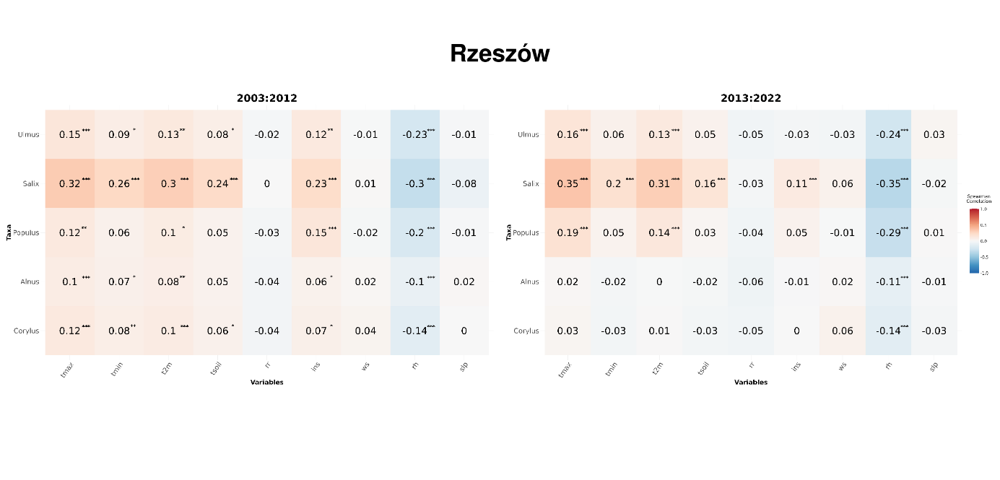 Rzeszów
2003:2012
Ulmus 0.15*** 0.09* 0.13** 0.08* -0.02 0.12** -0.01 -0.23*** -0.01
Salix 0.32*** 0.26*** 0.3*** 0.24*** 0 0.23*** 0.01 -0.3*** -0.08
Populus 0.12** 0.06 0.1* 0.05 -0.03 0.15*** -0.02 -0.2*** -0.01
Alnus 0.1*** 0.07* 0.08** 0.05 -0.04 0.06* 0.02 -0.1*** 0.02
Corylus 0.12*** 0.08** 0.1*** 0.06* -0.04 0.07* 0.04 -0.14*** 0
Taxa
tmax tmin t2m tsoil rr ins ws rh slp
Variables
2013:2022
Ulmus 0.16*** 0.06 0.13*** 0.05 -0.05 -0.03 -0.03 -0.24*** 0.03
Salix 0.35*** 0.2*** 0.31*** 0.16*** -0.03 0.11*** 0.06 -0.35*** -0.02
Populus 0.19*** 0.05 0.14*** 0.03 -0.04 0.05 -0.01 -0.29*** 0.01
Alnus 0.02 -0.02 0 -0.02 -0.06 -0.01 0.02 -0.11*** -0.01
Corylus 0.03 -0.03 0.01 -0.03 -0.05 0 0.06 -0.14*** -0.03
Taxa
tmax tmin t2m tsoil rr ins ws rh slp
Variables
Spearman
Correlation
1.0
0.5
0.0
-0.5
-1.0